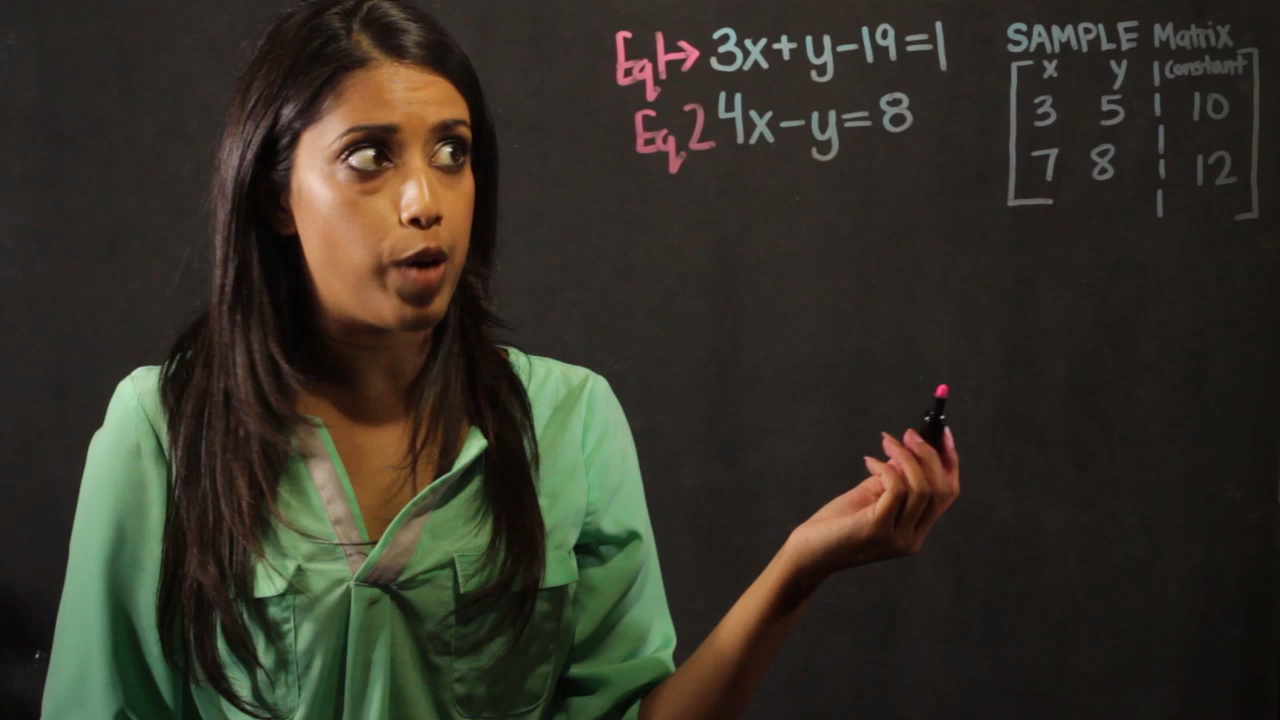 Eq1→ 3x+y-19=1
Eq2 4x-y=8
SAMPLE Matrix
x y constant
3 5 10
7 8 12